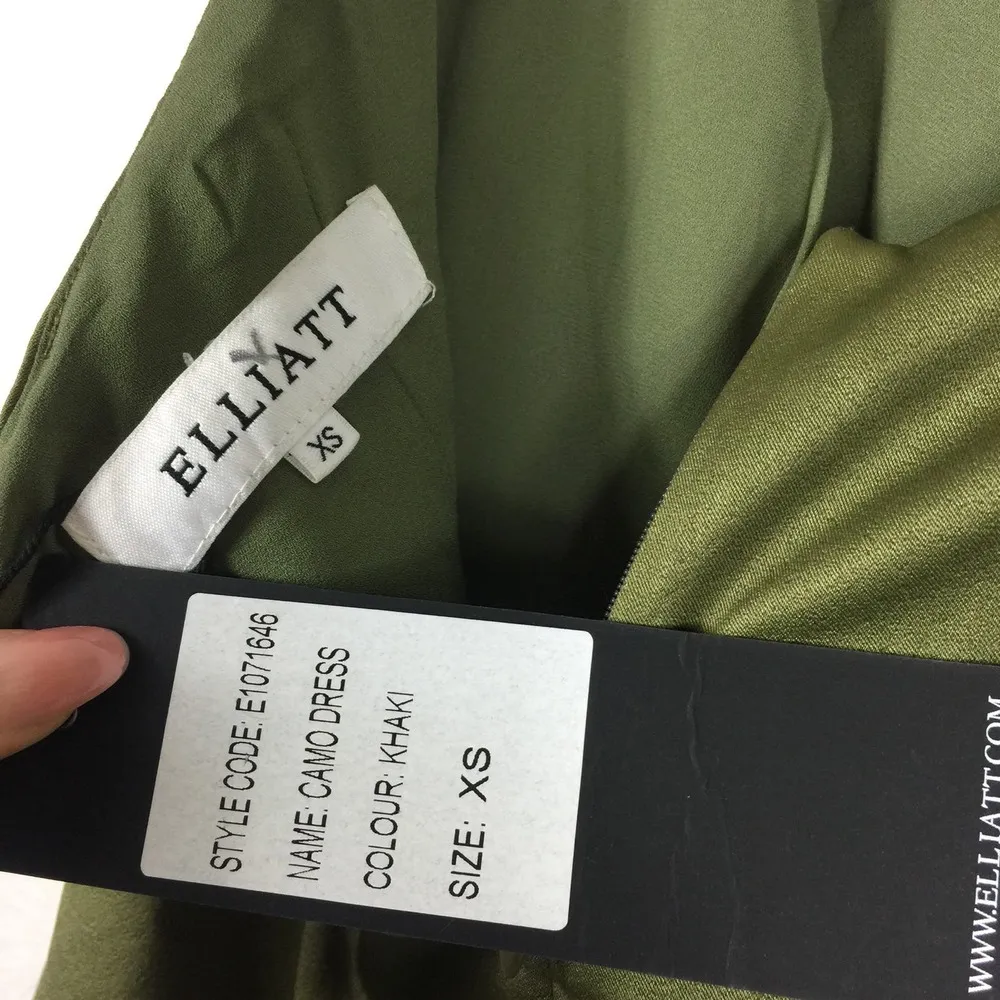 ELLIATT
XS
STYLE CODE: E1071646
NAME: CAMO DRESS
COLOUR: KHAKI
SIZE: XS
WWW.ELLIATT.COM